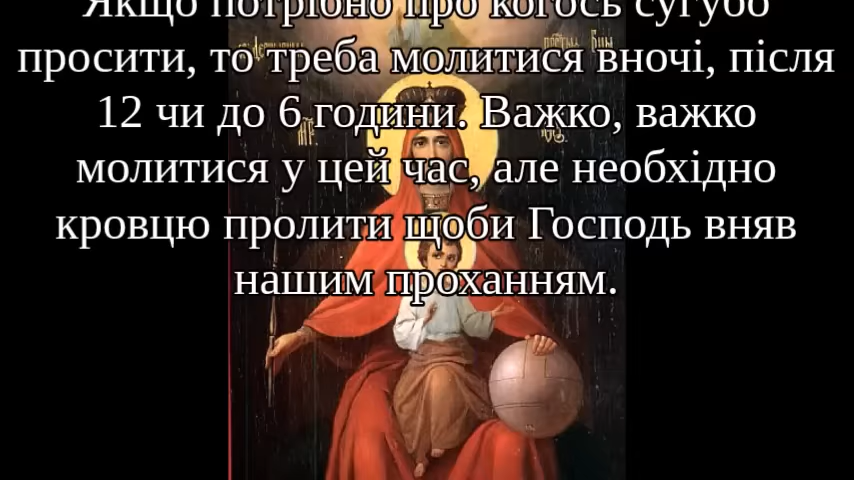 Якщо потрібно про когось сугубо
просити, то треба молитися вночі, після
12 чи до 6 години. Важко, важко
молитися у цей час, але необхідно
кровцю пролити щоби Господь вняв
нашим проханням.